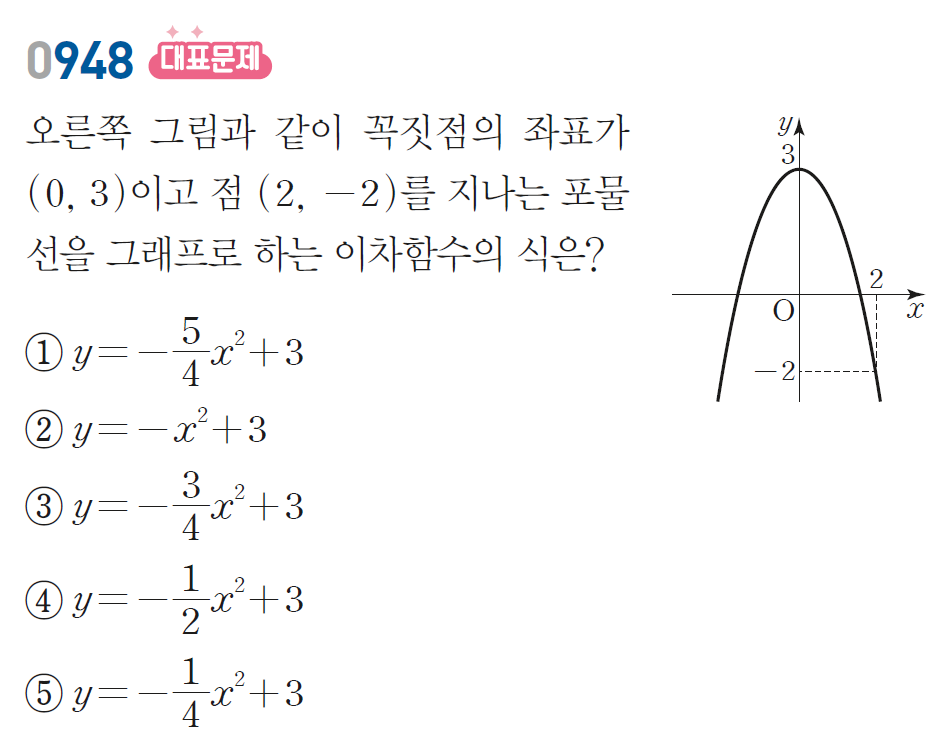 0948 대표문제
오른쪽 그림과 같이 꼭짓점의 좌표가
(0, 3)이고 점 (2, −2)를 지나는 포물
선을 그래프로 하는 이차함수의 식은?
① y=−5/4x²+3
② y=−x²+3
③ y=−3/4x²+3
④ y=−1/2x²+3
⑤ y=−1/4x²+3
y
3
2
O
x
−2